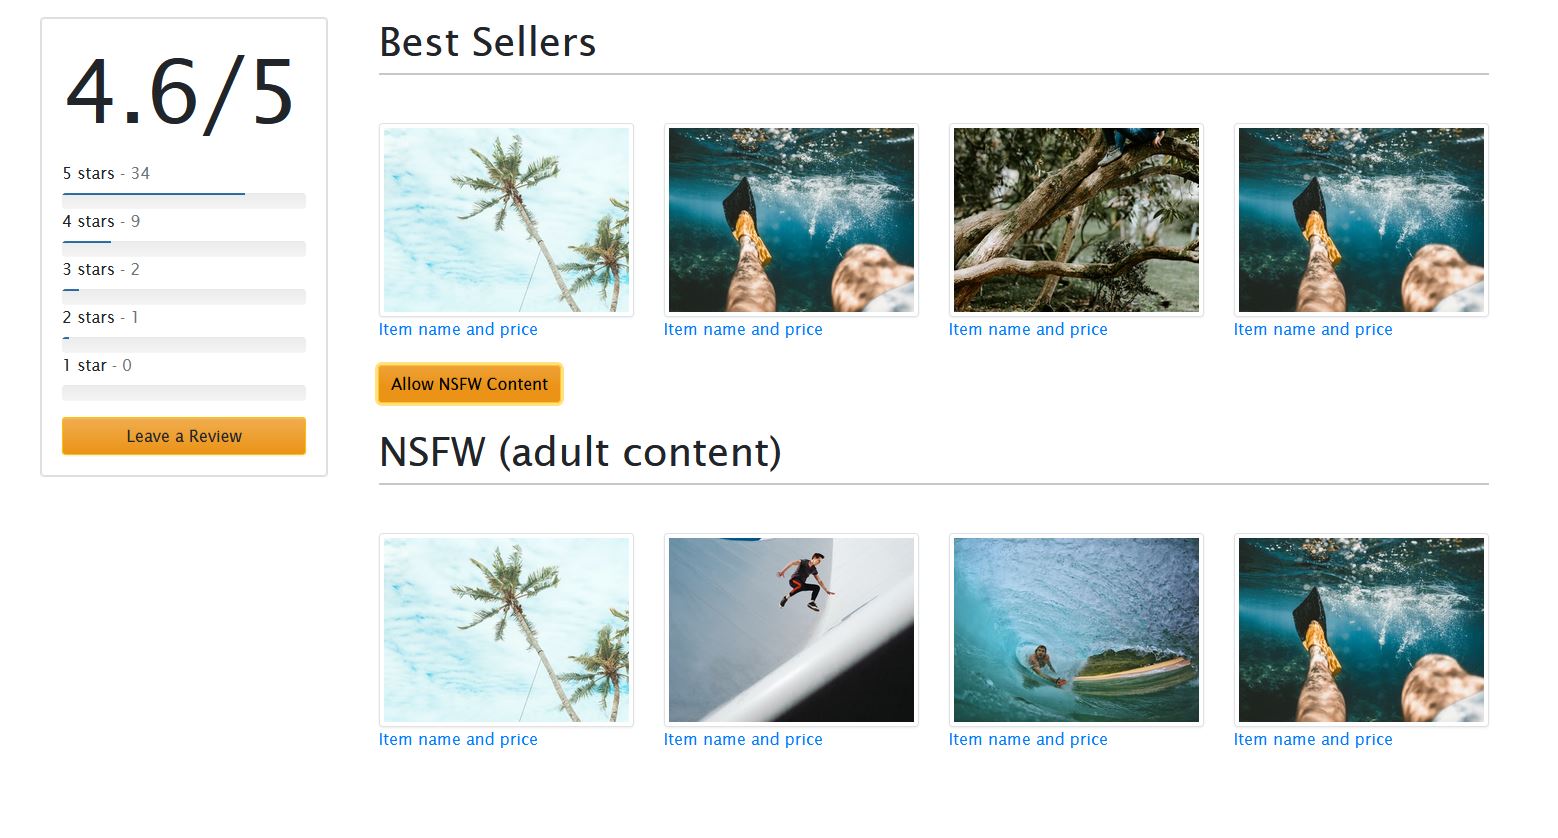 4.6/5
5 stars - 34
4 stars - 9
3 stars - 2
2 stars - 1
1 star - 0
Leave a Review
Best Sellers
Item name and price
Item name and price
Item name and price
Item name and price
Allow NSFW Content
NSFW (adult content)
Item name and price
Item name and price
Item name and price
Item name and price